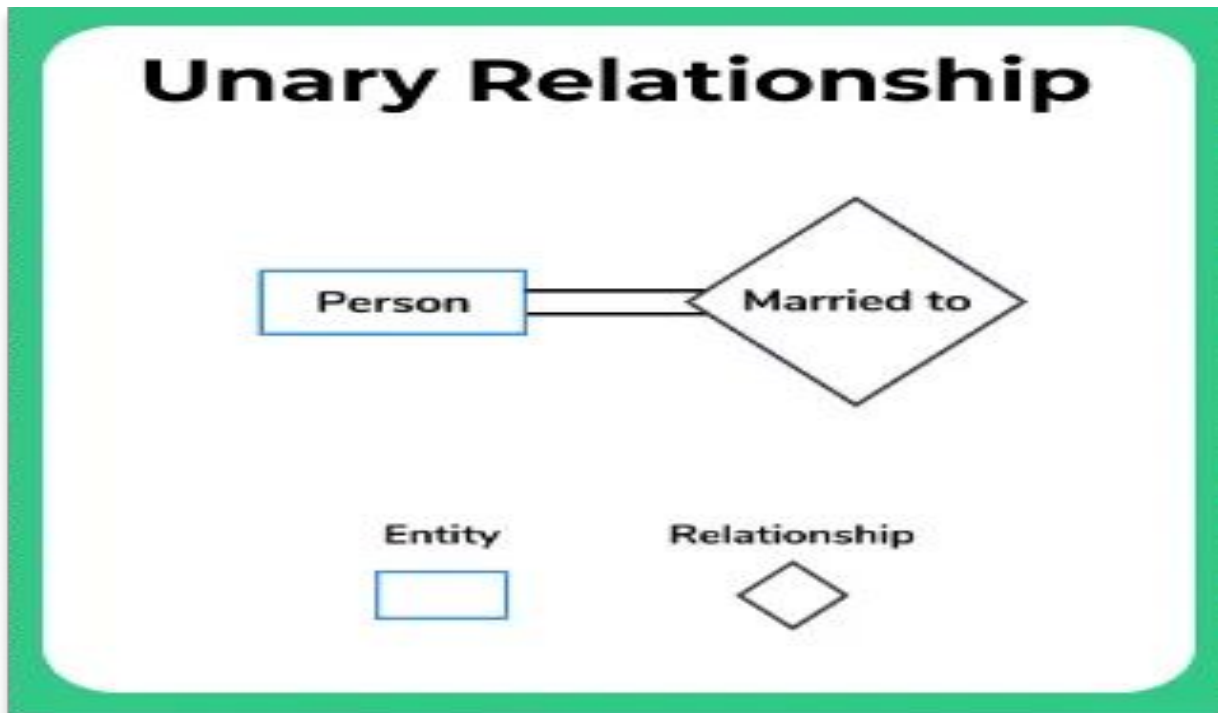 Unary Relationship
Person
Married to
Entity
Relationship